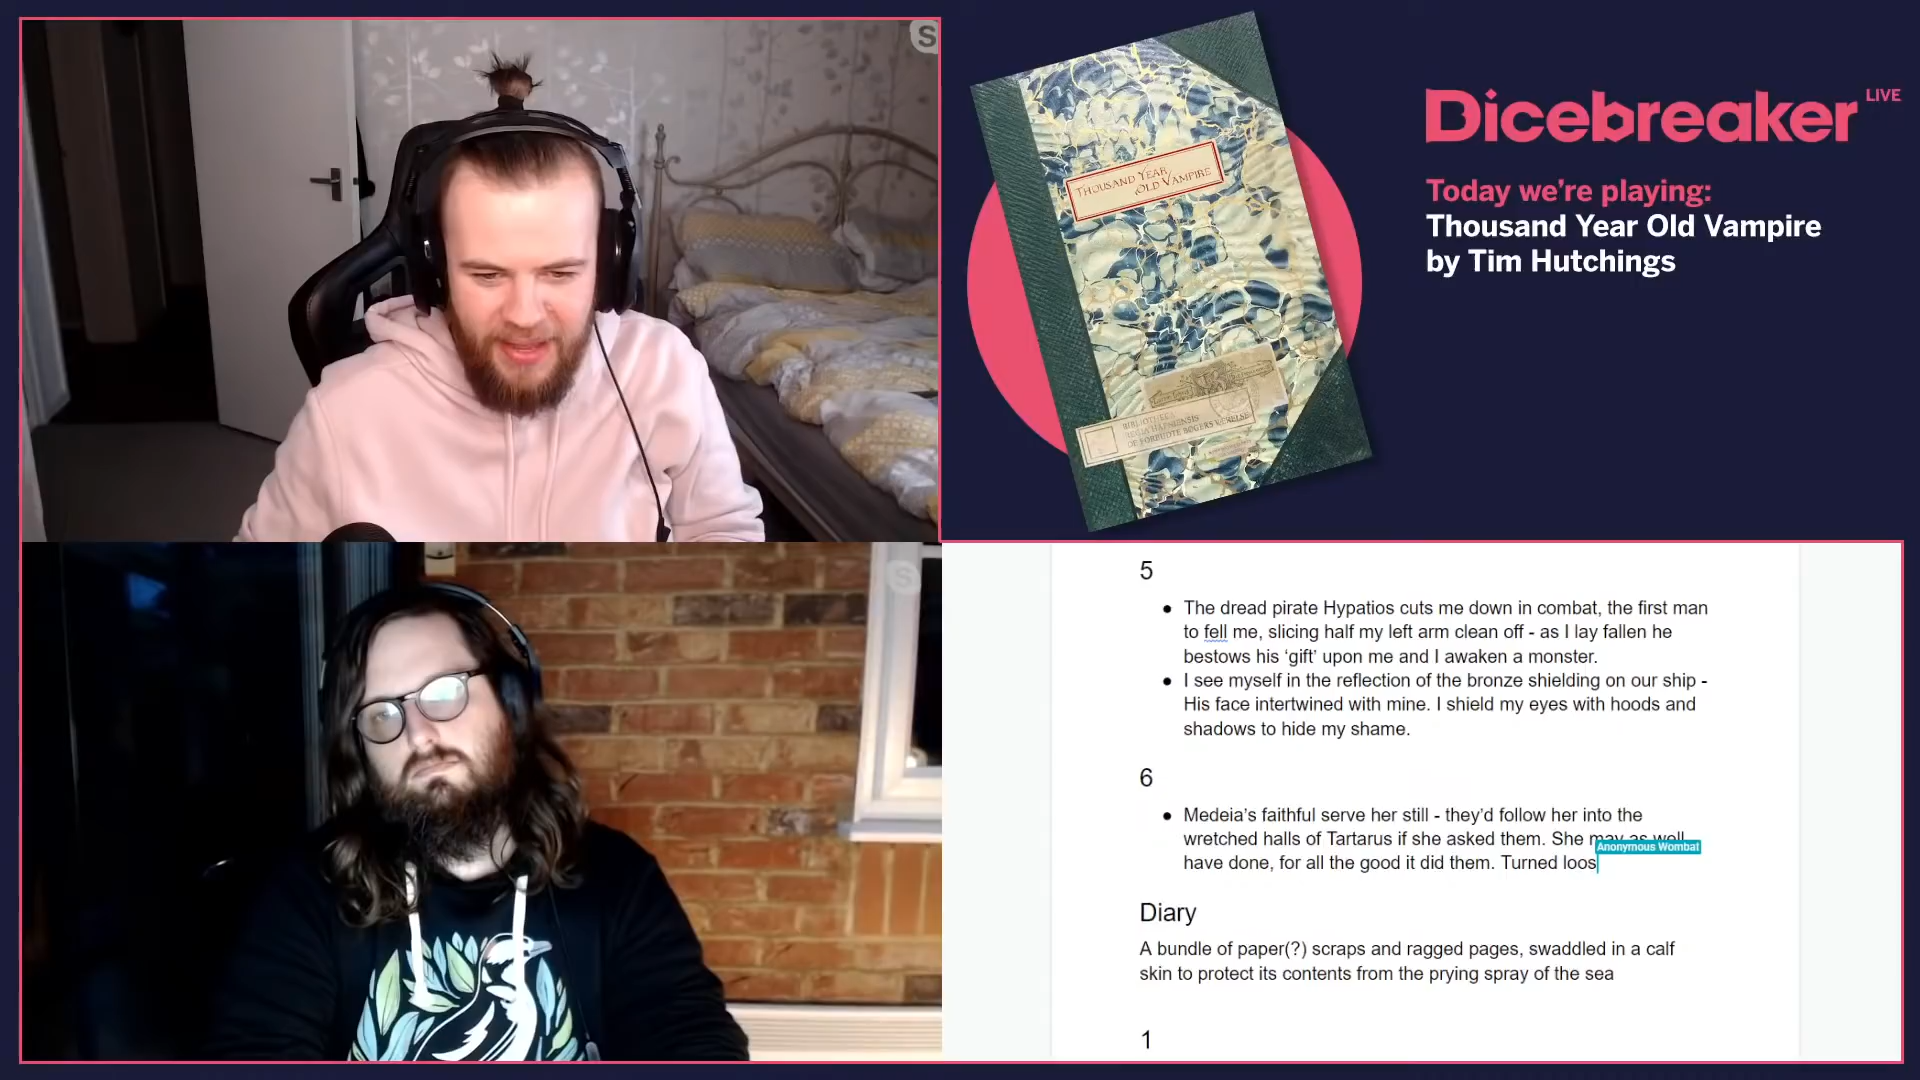 S
S
THOUSAND YEAR
OLD VAMPIRE
BIBLIOTHECA
REGIA HAFNIENSIS
Dicebreaker LIVE
Today we're playing:
Thousand Year Old Vampire
by Tim Hutchings
5
● The dread pirate Hypatios cuts me down in combat, the first man
to fell me, slicing half my left arm clean off - as I lay fallen he
bestows his ‘gift’ upon me and I awaken a monster.
● I see myself in the reflection of the bronze shielding on our ship -
His face intertwined with mine. I shield my eyes with hoods and
shadows to hide my shame.
6
● Medeia’s faithful serve her still - they’d follow her into the
wretched halls of Tartarus if she asked them. She may as well
Anonymous Wombat
have done, for all the good it did them. Turned loos
Diary
A bundle of paper(?) scraps and ragged pages, swaddled in a calf
skin to protect its contents from the prying spray of the sea
1